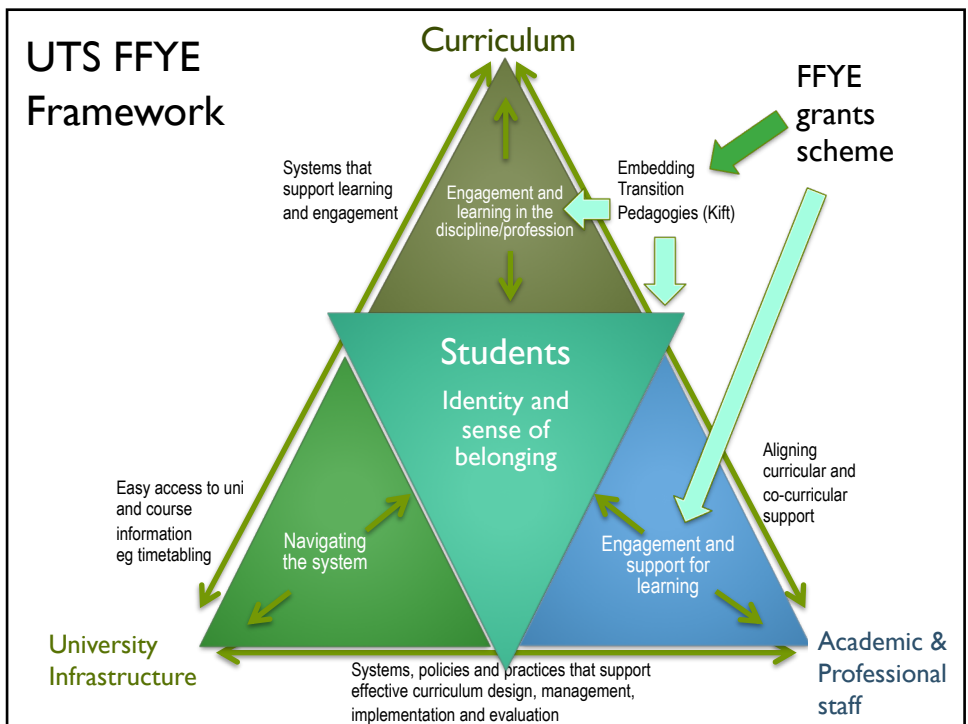 UTS FFYE
Framework
Curriculum
FFYE
grants
scheme
Systems that
support learning
and engagement
Engagement and
learning in the
discipline/profession
Embedding
Transition
Pedagogies (Kift)
Students
Identity and
sense of
belonging
Easy access to uni
and course
information
eg timetabling
Navigating
the system
Engagement and
support for
learning
Aligning
curricular and
co-curricular
support
University
Infrastructure
Systems, policies and practices that support
effective curriculum design, management,
implementation and evaluation
Academic &
Professional
staff